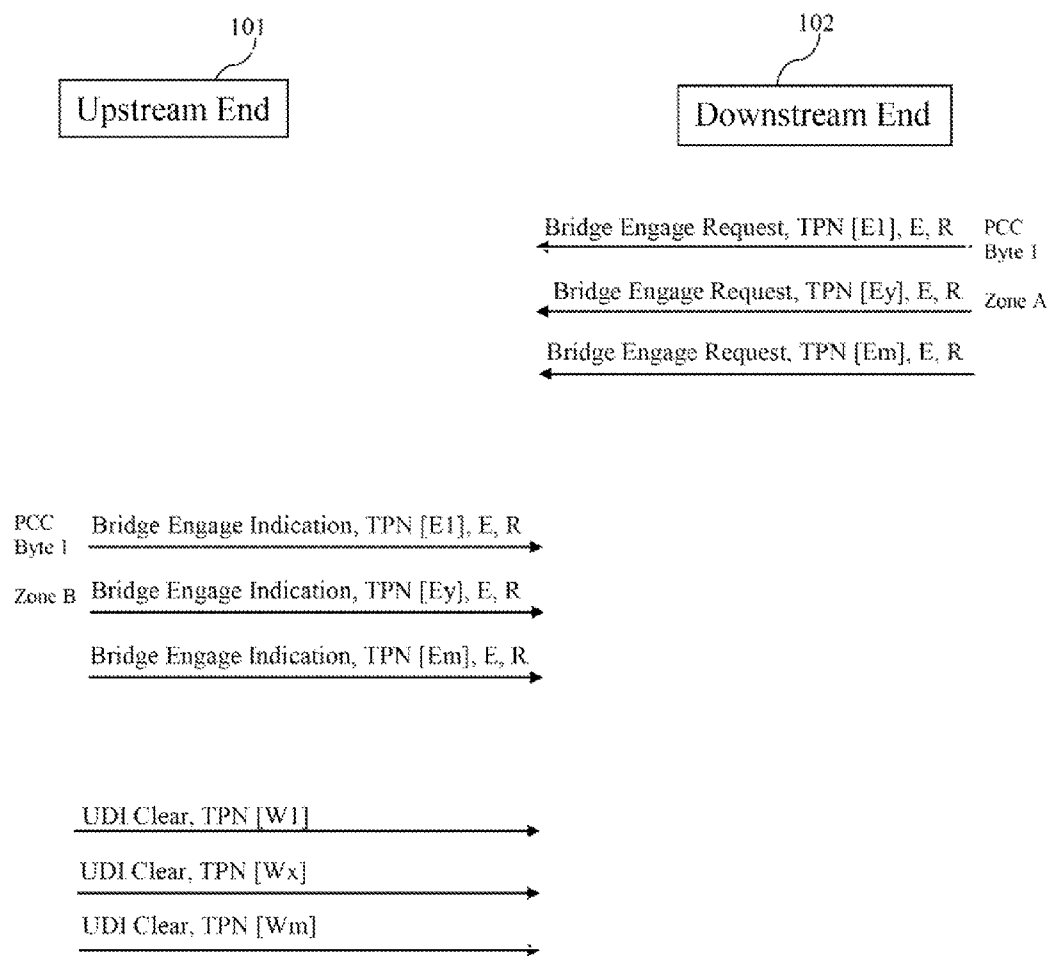 101
102
Upstream End
Downstream End
Bridge Engage Request, TPN [E1], E, R
PCC
Byte 1
Bridge Engage Request, TPN [Ey], E, R
Zone A
Bridge Engage Request, TPN [Em], E, R
PCC
Byte 1
Bridge Engage Indication, TPN [E1], E, R
Zone B
Bridge Engage Indication, TPN [Ey], E, R
Bridge Engage Indication, TPN [Em], E, R
UDI Clear, TPN [W1]
UDI Clear, TPN [Wx]
UDI Clear, TPN [Wm]